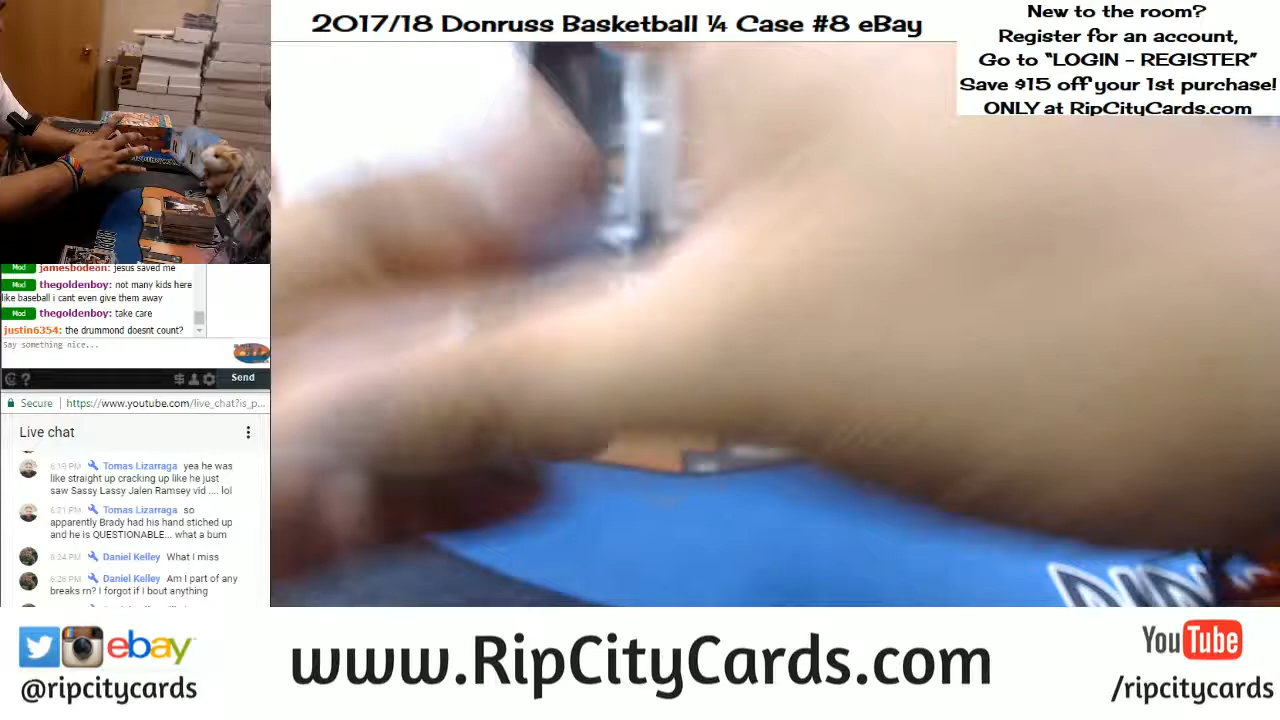 2017/18 Donruss Basketball ¼ Case #8 eBay
New to the room?
Register for an account,
Go to "LOGIN - REGISTER"
Save $15 off your 1st purchase!
ONLY at RipCityCards.com
Mod jamesbodean: jesus saved me
Mod thegoldenboy: not many kids here
like baseball i cant even give them away
Mod thegoldenboy: take care
justin6354: the drummond doesnt count?
Say something nice...
Send
Secure https://www.youtube.com/live_chat?is_p...
Live chat
6:19 PM Tomas Lizarraga yea he was
like straight up cracking up like he just
saw Sassy Lassy Jalen Ramsey vid .... lol
6:21 PM Tomas Lizarraga so
apparently Brady had his hand stiched up
and he is QUESTIONABLE... what a bum
6:24 PM Daniel Kelley What I miss
6:26 PM Daniel Kelley Am I part of any
breaks rn? I forgot if I bout anything
ebay
@ripcitycards
www.RipCityCards.com
YouTube
/ripcitycards